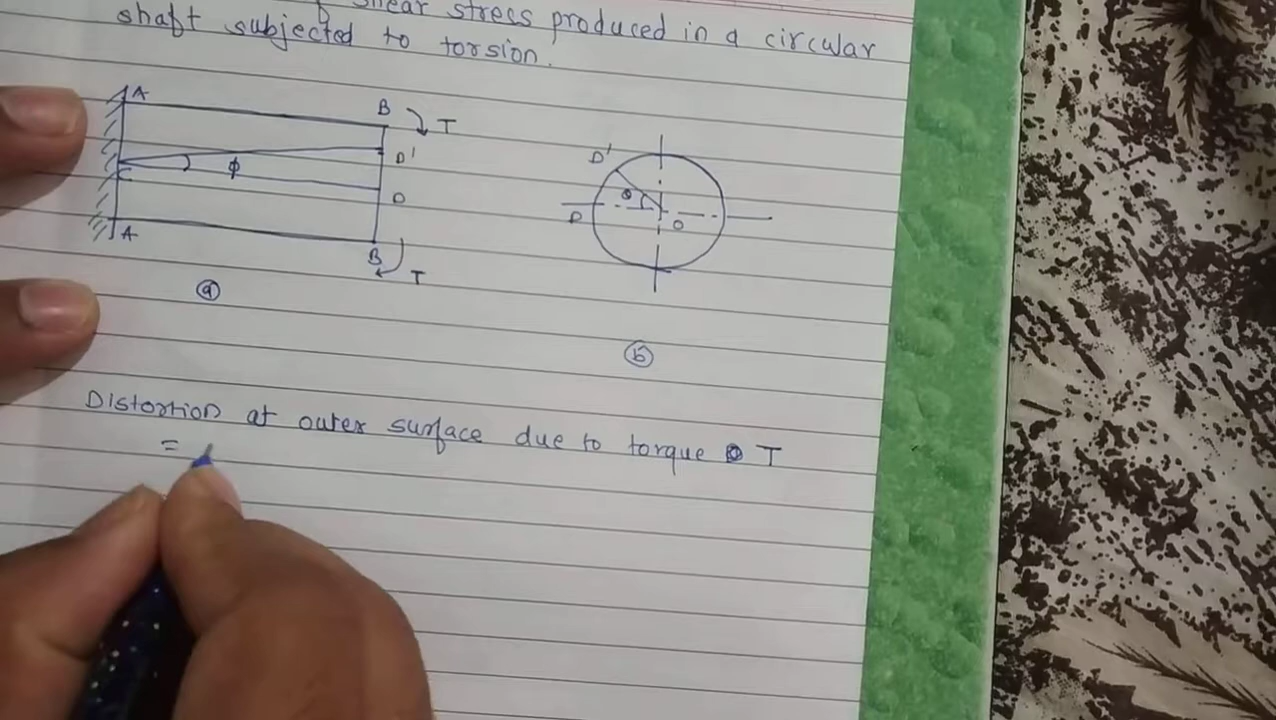 shear stress produced in a circular
shaft subjected to torsion.
A
B
T
D'
D'
ϕ
θ
D
D
O
C
A
B
T
ⓐ
ⓑ
Distortion at outer surface due to torque T
=